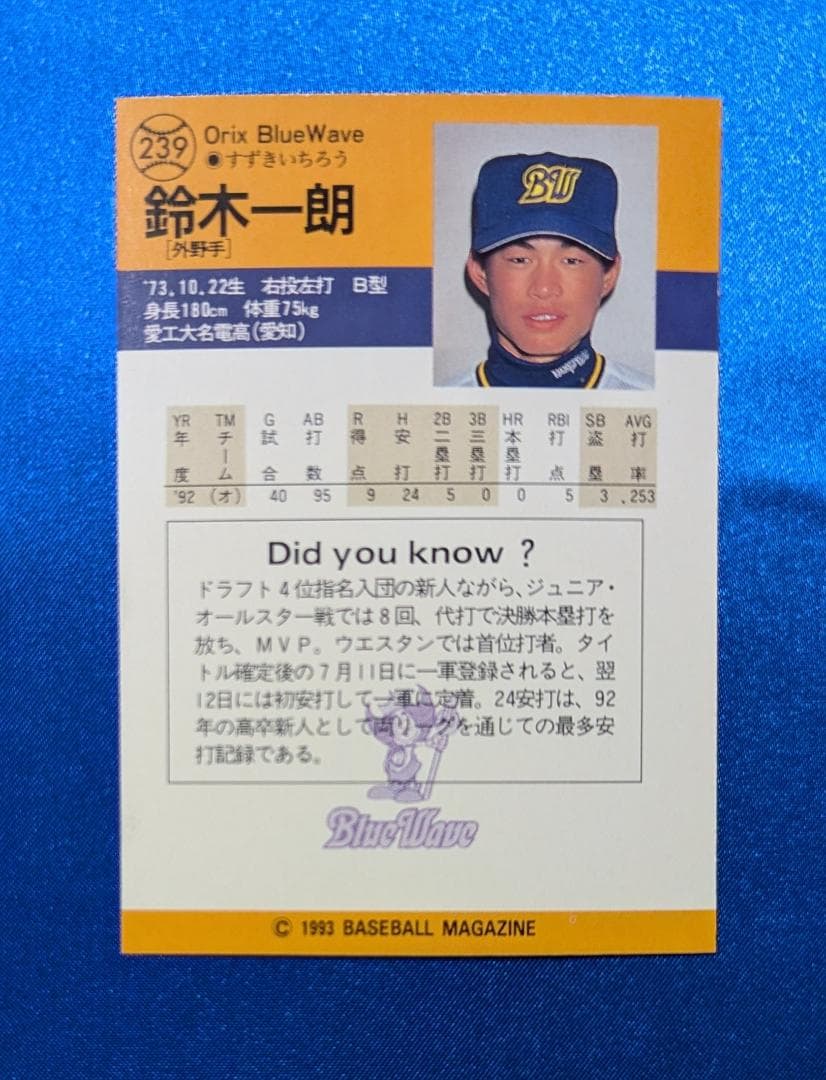 239
Orix BlueWave
●すずきいちろう
鈴木一朗
[外野手]
BW
'73.10.22生 右投左打 B型
身長180cm 体重75kg
愛工大名電高(愛知)
YR TM G AB R H 2B 3B HR RBI SB AVG
年度 チーム 試合 打数 得点 安打 二塁打 三塁打 本塁打 打点 盗塁 打率
'92 (オ) 40 95 9 24 5 0 0 5 3 .253
Did you know ?
ドラフト4位指名入団の新人ながら、ジュニア・
オールスター戦では8回、代打で決勝本塁打を
放ち、MVP。ウエスタンでは首位打者。タイ
トル確定後の7月11日に一軍登録されると、翌
12日には初安打して一軍に定着。24安打は、92
年の高卒新人として両リーグを通じての最多安
打記録である。
BlueWave
© 1993 BASEBALL MAGAZINE